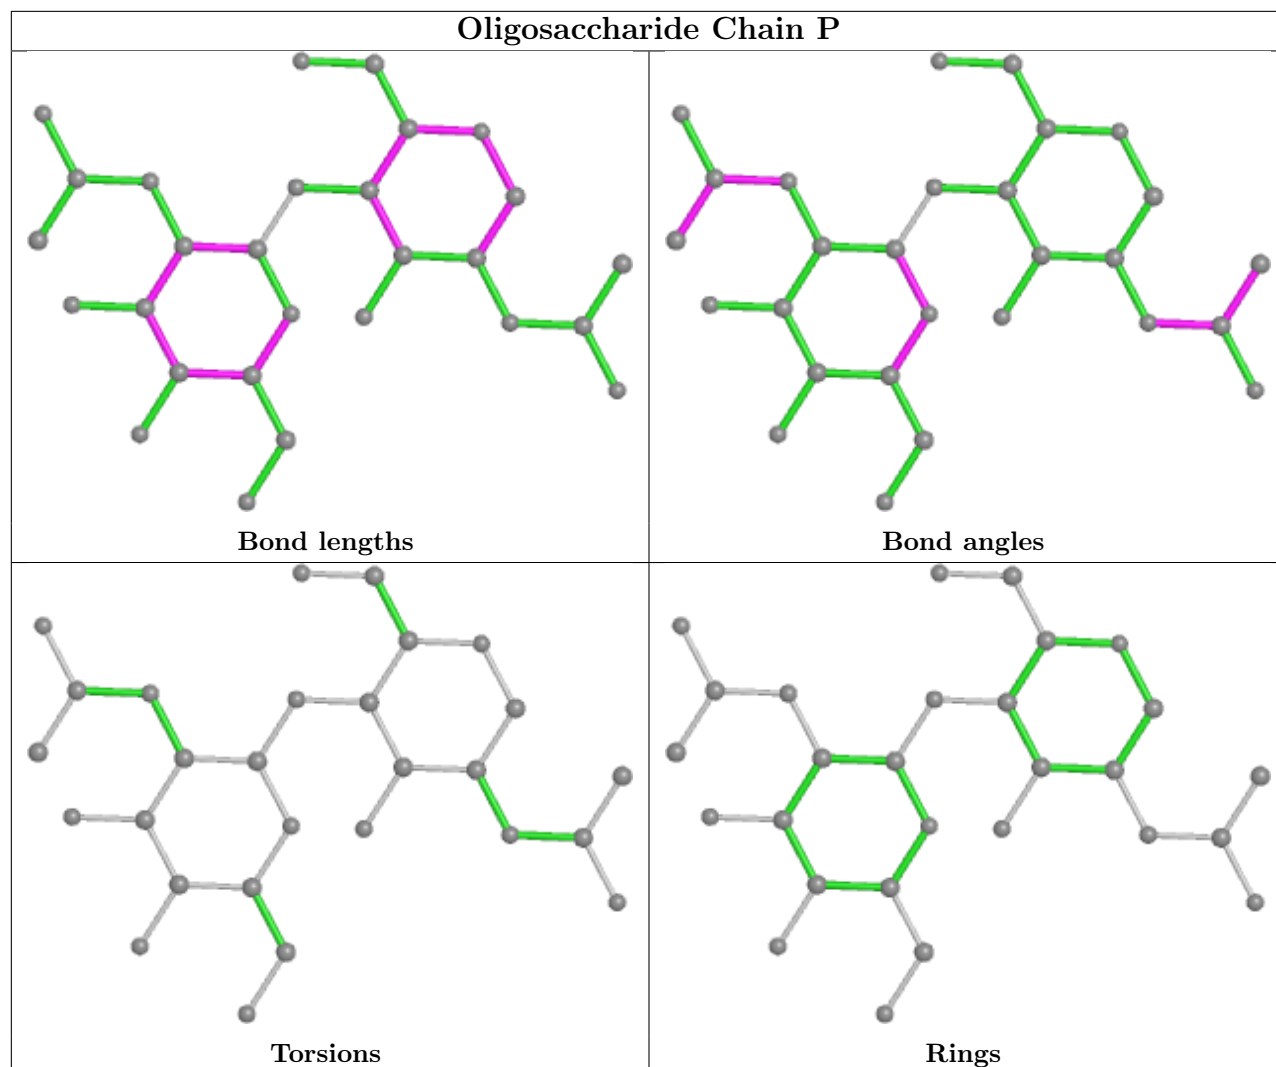 Oligosaccharide Chain P
Bond lengths
Bond angles
Torsions
Rings